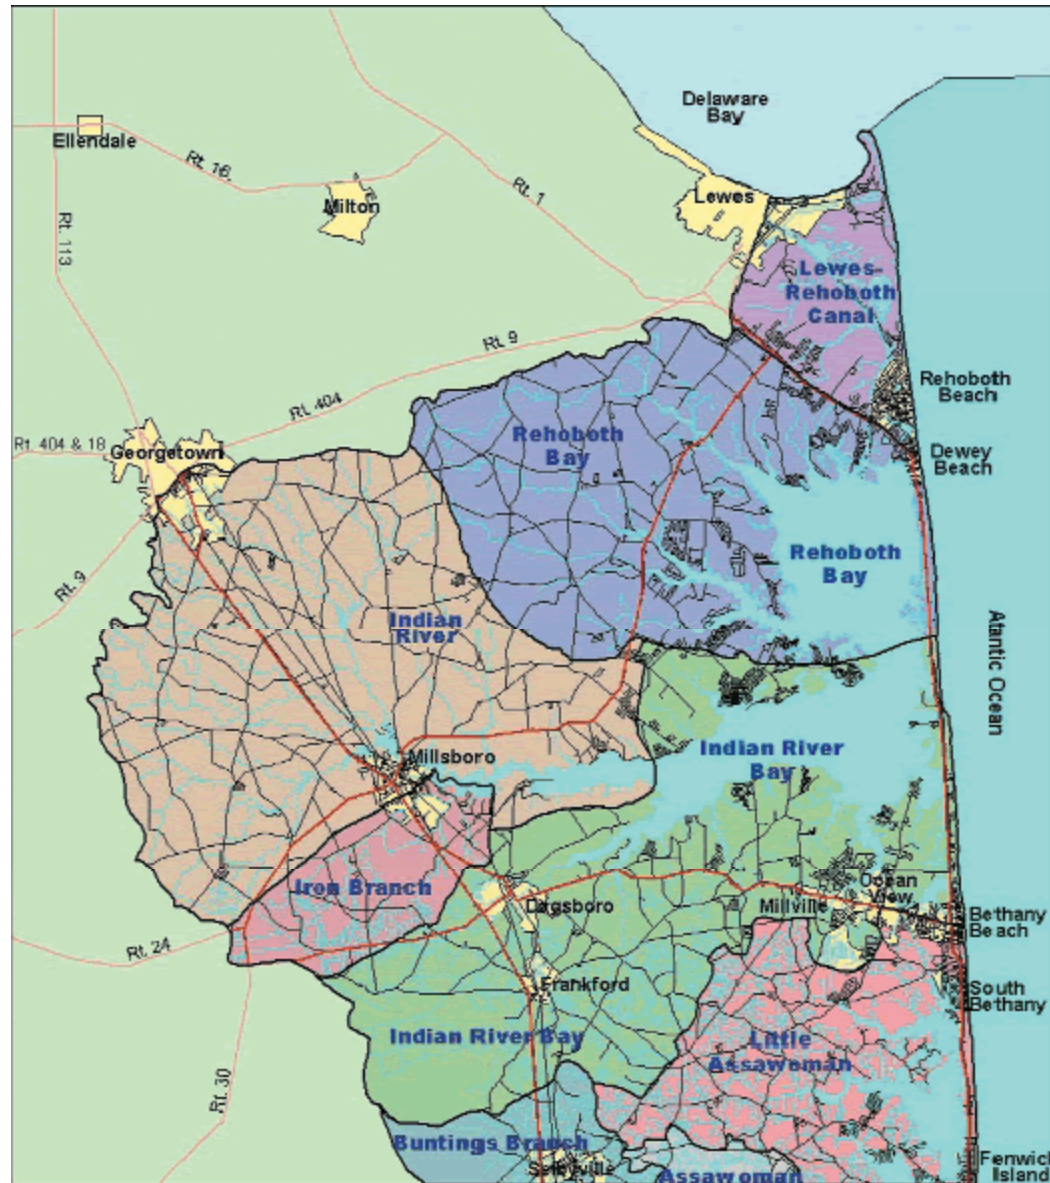 Delaware
Bay
Ellendale
Rt. 16.
Rt. 1
Milton
Lewes
Rt. 113.
Lewes-
Rehoboth
Canal
Rt. 9
Rehoboth
Beach
Rt. 404
Rt. 404 & 18
Georgetown
Rehoboth
Bay
Dewey
Beach
Rehoboth
Bay
Rt. 9
Indian
River
Atantic Ocean
Millsboro
Indian River
Bay
Iron Branch
Ocean
View
Dagsboro
Millville
Bethany
Beach
Rt. 24
Frankford
South
Bethany
Indian River Bay
Little
Assawoman
Rt. 30
Buntings Branch
Selbyville
Assawoman
Fenwick
Island